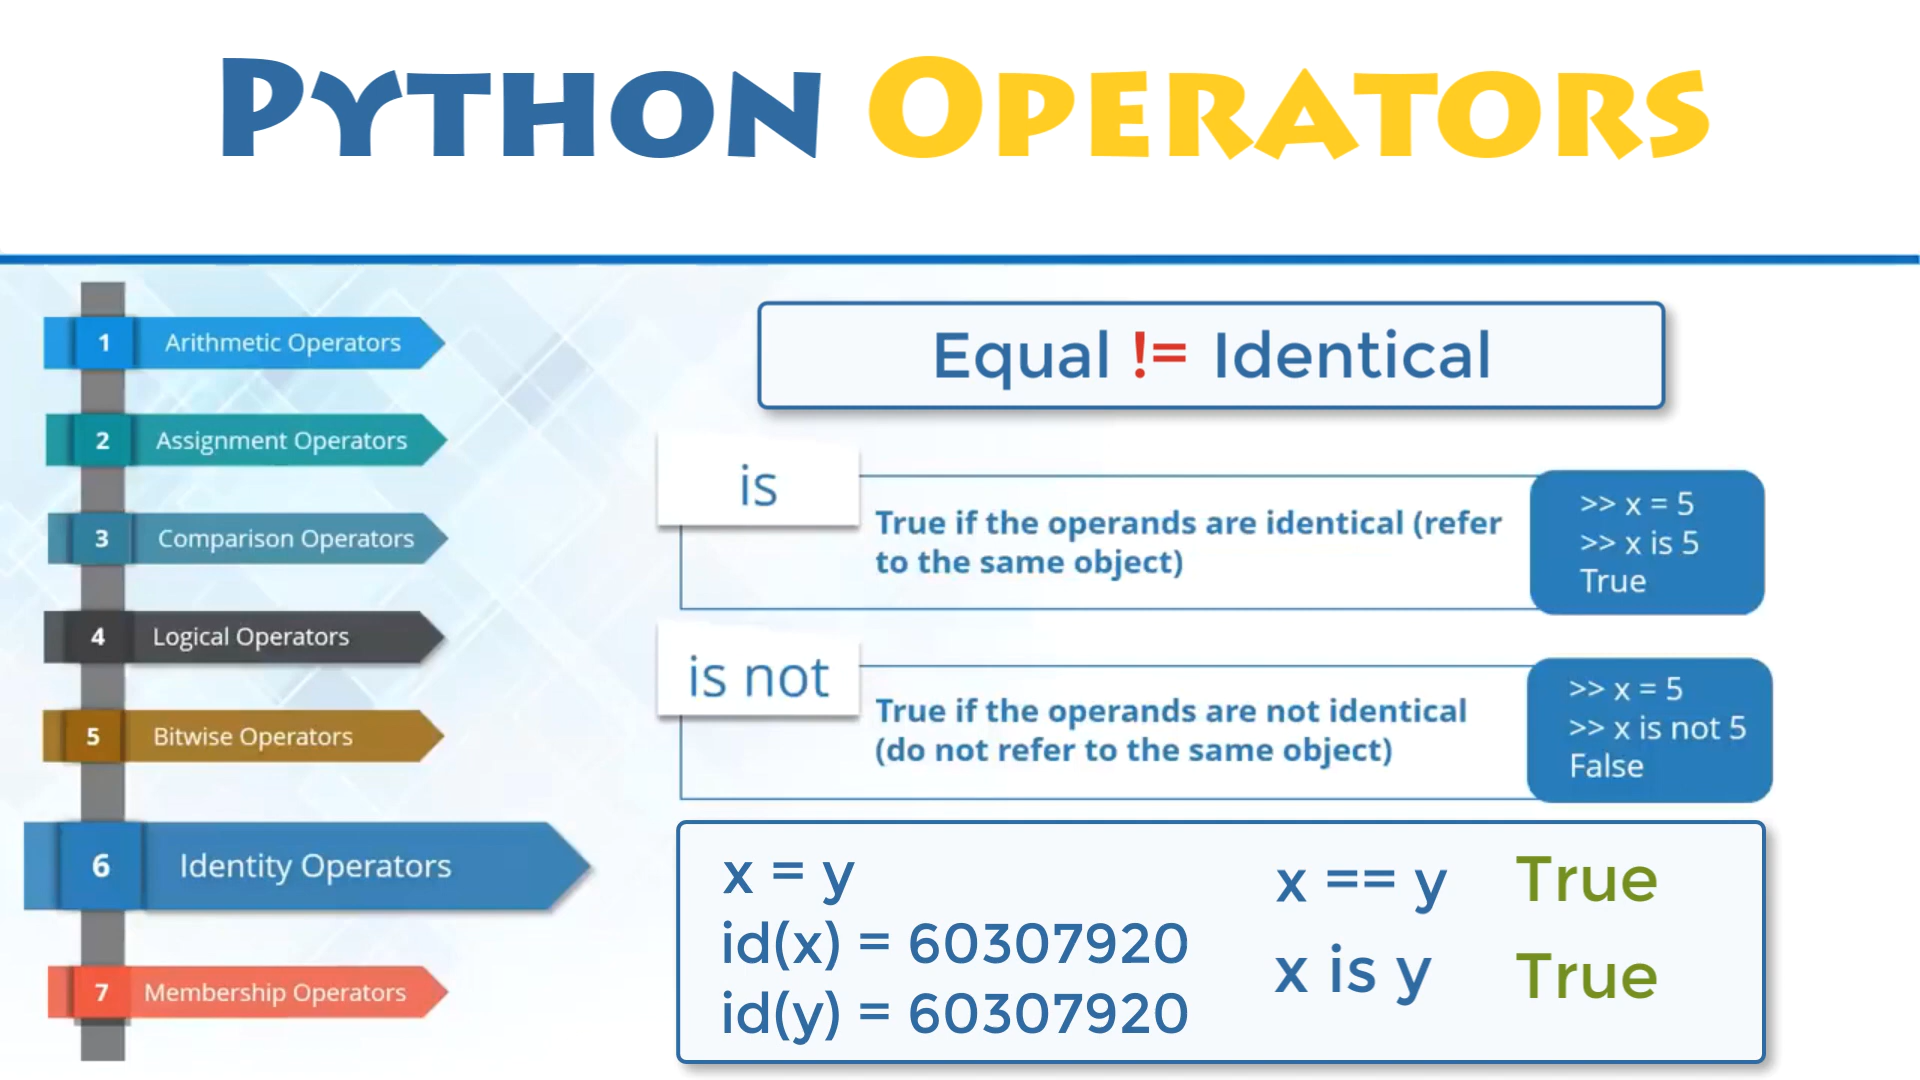 PYTHON OPERATORS
1 Arithmetic Operators
2 Assignment Operators
3 Comparison Operators
4 Logical Operators
5 Bitwise Operators
6 Identity Operators
7 Membership Operators
Equal != Identical
is
True if the operands are identical (refer
to the same object)
>> x = 5
>> x is 5
True
is not
True if the operands are not identical
(do not refer to the same object)
>> x = 5
>> x is not 5
False
x = y
id(x) = 60307920
id(y) = 60307920
x == y True
x is y True